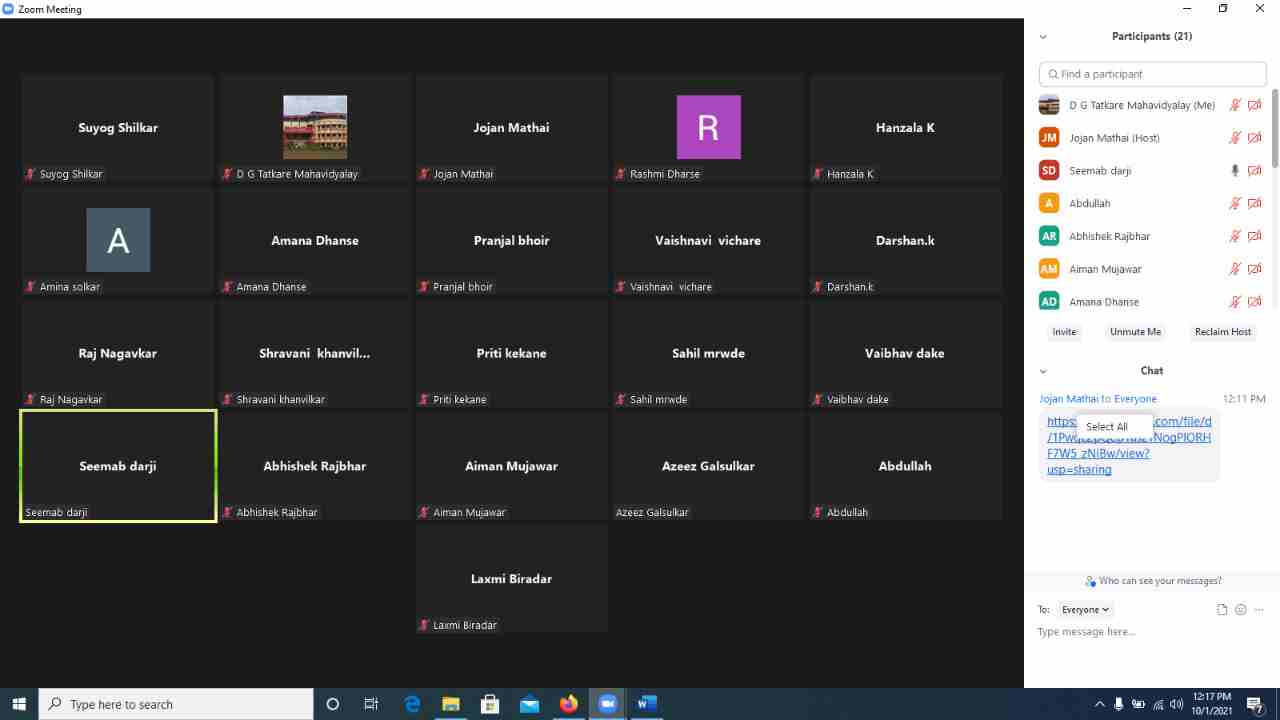 Zoom Meeting
Suyog Shilkar
Suyog Shilkar
D G Tatkare Mahavidyalay
Jojan Mathai
Jojan Mathai
R
Rashmi Dharse
Hanzala K
Hanzala K
A
Amina solkar
Amana Dhanse
Amana Dhanse
Pranjal bhoir
Pranjal bhoir
Vaishnavi vichare
Vaishnavi vichare
Darshan.k
Darshan.k
Raj Nagavkar
Raj Nagavkar
Shravani khanvil...
Shravani khanvilkar
Priti kekane
Priti kekane
Sahil mrwde
Sahil mrwde
Vaibhav dake
Vaibhav dake
Seemab darji
Seemab darji
Abhishek Rajbhar
Abhishek Rajbhar
Aiman Mujawar
Aiman Mujawar
Azeez Galsulkar
Azeez Galsulkar
Abdullah
Abdullah
Laxmi Biradar
Laxmi Biradar
Participants (21)
Find a participant
D G Tatkare Mahavidyalay (Me)
JM Jojan Mathai (Host)
SD Seemab darji
A Abdullah
AR Abhishek Rajbhar
AM Aiman Mujawar
AD Amana Dhanse
Invite Unmute Me Reclaim Host
Chat
Jojan Mathai to Everyone 12:11 PM
https: .com/file/d
Select All
NogPlORH
F7W5_zNiBw/view?
usp=sharing
Who can see your messages?
To: Everyone
Type message here...
Type here to search
12:17 PM
10/1/2021
7